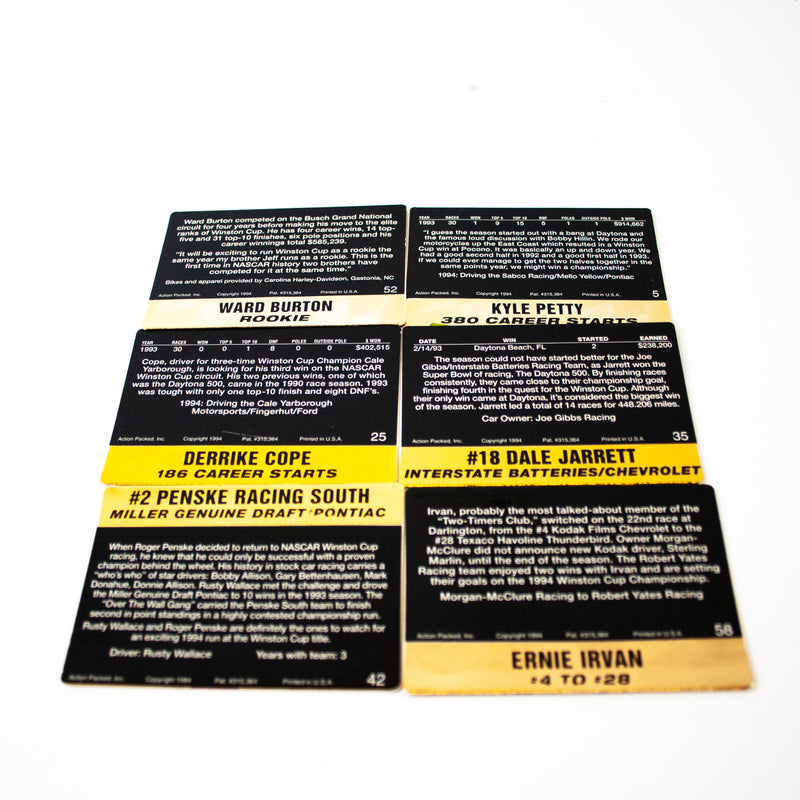 Ward Burton competed on the Busch Grand National
circuit for four years before making his move to the elite
ranks of Winston Cup. He has four career wins, 14 top-
five and 31 top-10 finishes, six pole positions and his
career winnings total $585,239.
"It will be exciting to run Winston Cup as a rookie the
same year my brother Jeff runs as a rookie. This is the
first time in NASCAR history two brothers have
competed for it at the same time."
Bikes and apparel provided by Carolina Harley-Davidson, Gastonia, NC
52
Action Packed, Inc. Copyright 1994 Pat. #315,364 Printed in U.S.A.
WARD BURTON
ROOKIE
YEAR RACES WON TOP 5 TOP 10 DNF POLES OUTSIDE POLE $ WON
1993 30 1 9 15 5 1 1 $914,662
"I guess the season started out with a bang at Daytona and
the famous loud discussion with Bobby Hillin. We rode our
motorcycles up the East Coast which resulted in a Winston
Cup win at Pocono. It was basically an up and down year. We
had a good second half in 1992 and a good first half in 1993.
If we could ever manage to get the two halves together in the
same points year, we might win a championship."
1994: Driving the Sabco Racing/Mello Yellow/Pontiac
5
Action Packed, Inc. Copyright 1994 Pat. #315,364 Printed in U.S.A.
KYLE PETTY
380 CAREER STARTS
YEAR RACES WON TOP 5 TOP 10 DNF POLES OUTSIDE POLE $ WON
1993 30 0 0 1 8 0 0 $402,515
Cope, driver for three-time Winston Cup Champion Cale
Yarborough, is looking for his third win on the NASCAR
Winston Cup circuit. His two previous wins, one of which
was the Daytona 500, came in the 1990 race season. 1993
was tough with only one top-10 finish and eight DNF's.
1994: Driving the Cale Yarborough
Motorsports/Fingerhut/Ford
25
Action Packed, Inc. Copyright 1994 Pat. #315,364 Printed in U.S.A.
DERRIKE COPE
186 CAREER STARTS
DATE WIN STARTED EARNED
2/14/93 Daytona Beach, FL 2 $238,200
The season could not have started better for the Joe
Gibbs/Interstate Batteries Racing Team, as Jarrett won the
Super Bowl of Racing, The Daytona 500. By finishing races
consistently, they came close to their championship goal,
finishing fourth in the quest for the Winston Cup. Although
their only win came at Daytona, it's considered the biggest win
of the season. Jarrett led a total of 14 races for 448.206 miles.
Car Owner: Joe Gibbs Racing
35
Action Packed, Inc. Copyright 1994 Pat. #315,364 Printed in U.S.A.
#18 DALE JARRETT
INTERSTATE BATTERIES/CHEVROLET
#2 PENSKE RACING SOUTH
MILLER GENUINE DRAFT/PONTIAC
When Roger Penske decided to return to NASCAR Winston Cup
racing, he knew that he could only be successful with a proven
champion behind the wheel. His history in stock car racing carries a
"who's who" of star drivers: Bobby Allison, Gary Bettenhausen, Mark
Donahue, Donnie Allison. Rusty Wallace met the challenge and drove
the Miller Genuine Draft Pontiac to 10 wins in the 1993 season. The
"Over The Wall Gang" carried the Penske South team to finish
second in point standings in a highly contested championship run.
Rusty Wallace and Roger Penske are definitely the ones to watch for
an exciting 1994 run at the Winston Cup title.
Driver: Rusty Wallace Years with team: 3
Action Packed, Inc. Copyright 1994 Pat. #315,364 Printed in U.S.A.
42
Irvan, probably the most talked-about member of the
"Two-Timers Club," switched on the 22nd race at
Darlington, from the #4 Kodak Films Chevrolet to the
#28 Texaco Havoline Thunderbird. Owner Morgan-
McClure did not announce new Kodak driver, Sterling
Marlin, until the end of the season. The Robert Yates
Racing team enjoyed two wins with Irvan and are setting
their goals on the 1994 Winston Cup Championship.
Morgan-McClure Racing to Robert Yates Racing
58
Action Packed, Inc. Copyright 1994 Pat. #315,364 Printed in U.S.A.
ERNIE IRVAN
#4 TO #28